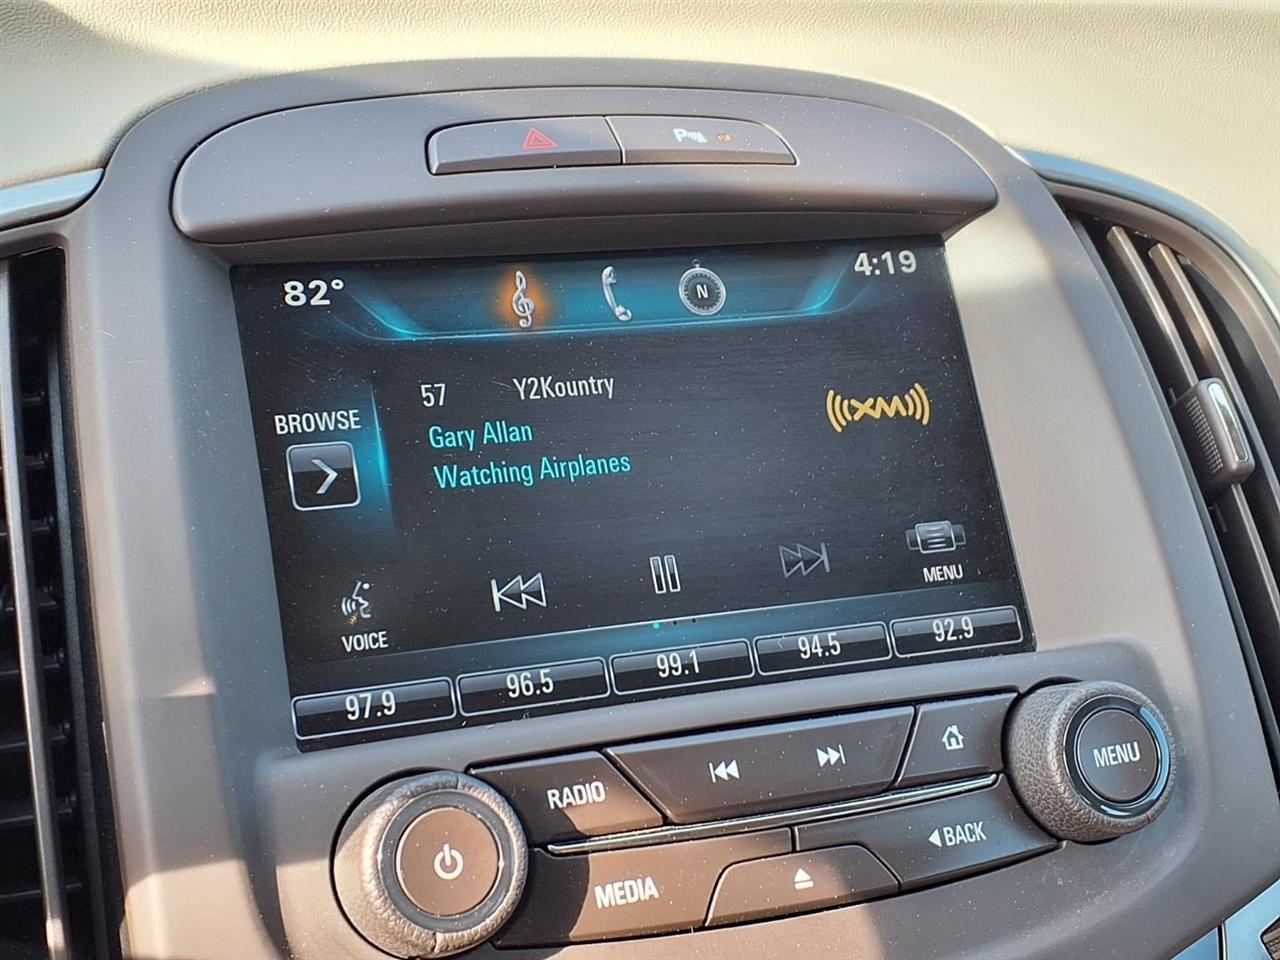 82°
N
4:19
57 Y2Kountry
BROWSE
Gary Allan
XM
Watching Airplanes
VOICE
MENU
97.9
96.5
99.1
94.5
92.9
RADIO
MENU
BACK
MEDIA